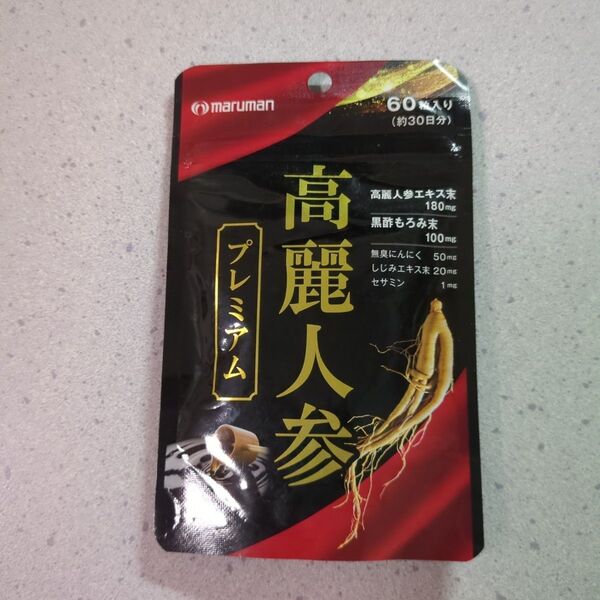 maruman
60粒入り
(約30日分)
高麗人参エキス末
180mg
黒酢もろみ末
100mg
無臭にんにく 50mg
しじみエキス末 20mg
セサミン 1mg
高麗人参
プレミアム